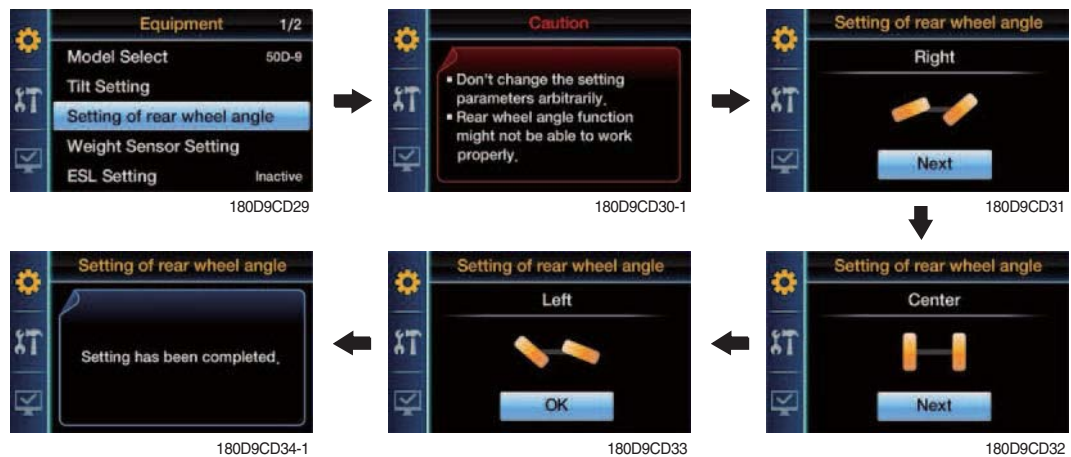 Equipment 1/2
Model Select 50D-9
Tilt Setting
Setting of rear wheel angle
Weight Sensor Setting
ESL Setting Inactive
180D9CD29
Caution
▪ Don't change the setting
parameters arbitrarily.
▪ Rear wheel angle function
might not be able to work
properly.
180D9CD30-1
Setting of rear wheel angle
Right
Next
180D9CD31
Setting of rear wheel angle
Center
Next
180D9CD32
Setting of rear wheel angle
Left
OK
180D9CD33
Setting of rear wheel angle
Setting has been completed.
180D9CD34-1